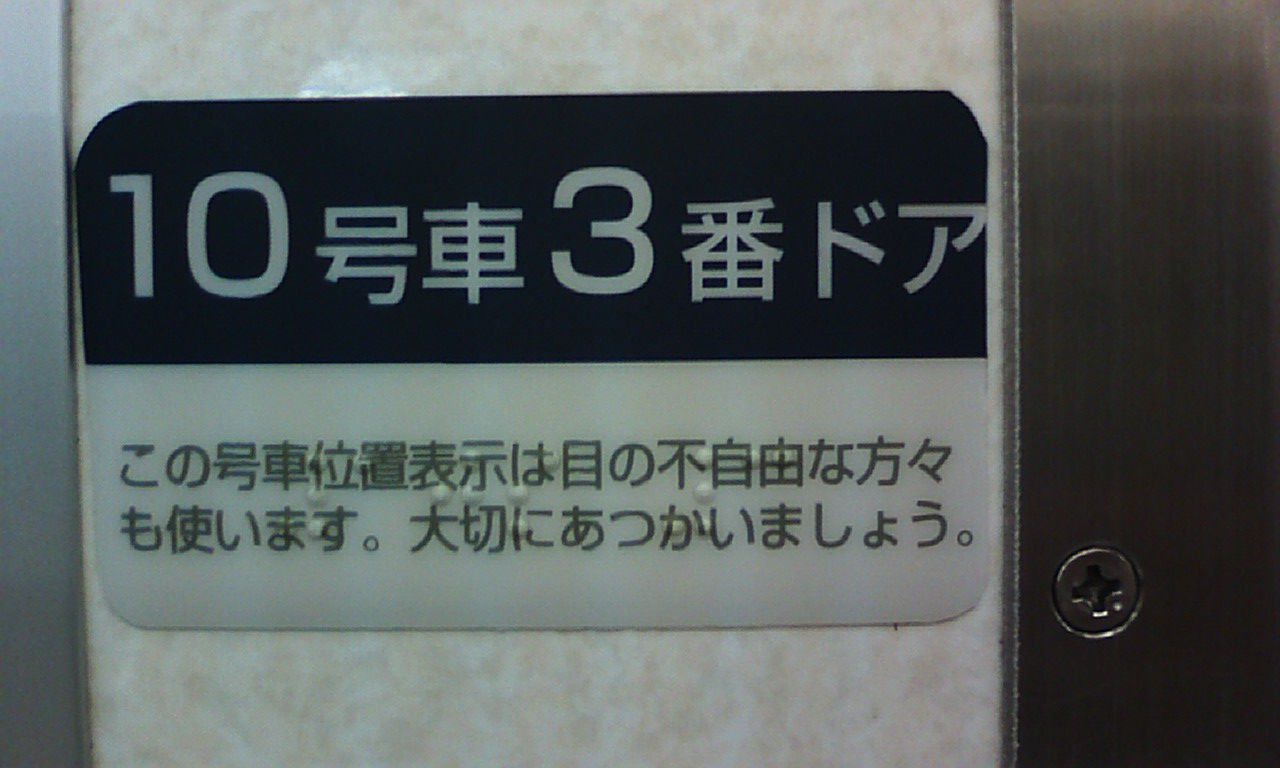 10号車3番ドア
この号車位置表示は目の不自由な方々
も使います。大切にあつかいましょう。